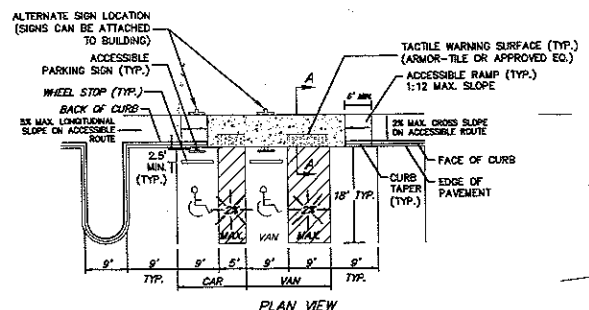 ALTERNATE SIGN LOCATION
(SIGNS CAN BE ATTACHED
TO BUILDING)
ACCESSIBLE
PARKING SIGN (TYP.)
WHEEL STOP (TYP.)
BACK OF CURB
5% MAX. LONGITUDINAL
SLOPE ON ACCESSIBLE
ROUTE
2.5'
MIN.
(TYP.)
TACTILE WARNING SURFACE (TYP.)
(ARMOR-TILE OR APPROVED EQ.)
A
6' MIN.
ACCESSIBLE RAMP (TYP.)
1:12 MAX. SLOPE
2% MAX. CROSS SLOPE
ON ACCESSIBLE
ROUTE
A
FACE OF CURB
EDGE OF
PAVEMENT
CURB
TAPER
(TYP.)
18' TYP.
2%
MAX.
VAN
2%
MAX.
9' 9' 9' 5' 9' 9' 9'
TYP. CAR VAN TYP.
PLAN VIEW